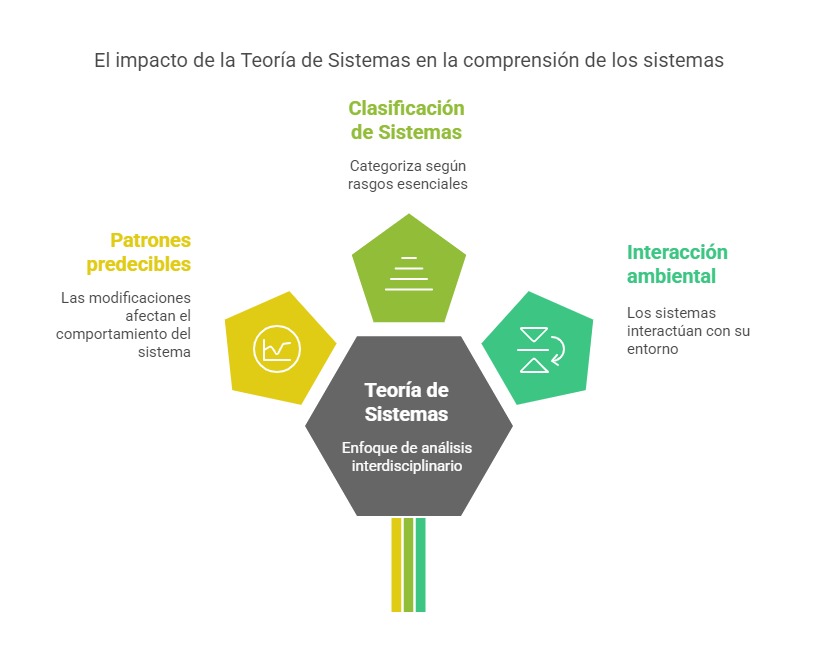 El impacto de la Teoría de Sistemas en la comprensión de los sistemas
Clasificación
de Sistemas
Categoriza según
rasgos esenciales
Patrones
predecibles
Las modificaciones
afectan el
comportamiento del
sistema
Interacción
ambiental
Los sistemas
interactúan con su
entorno
Teoría de
Sistemas
Enfoque de análisis
interdisciplinario